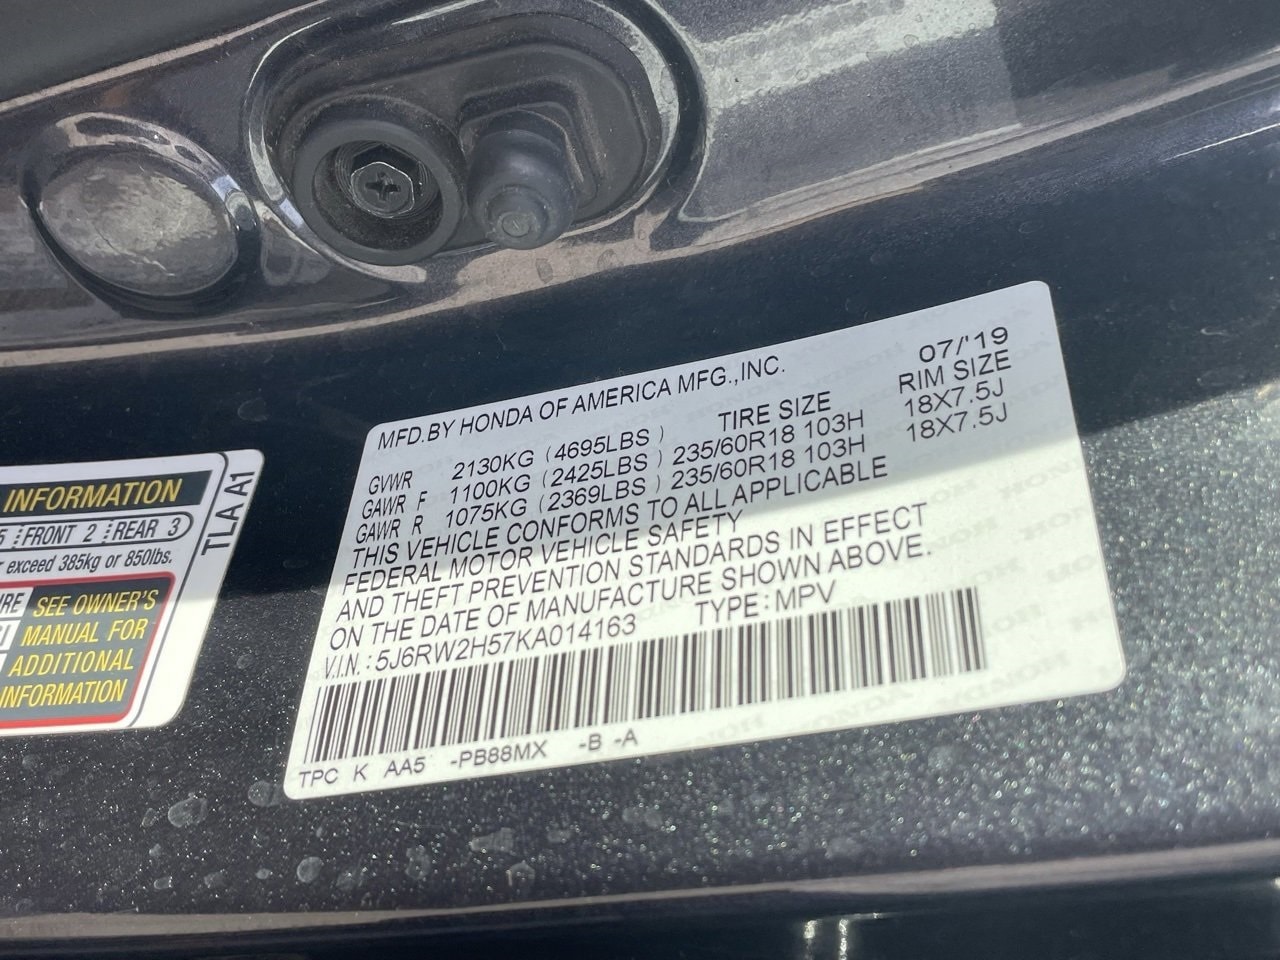 INFORMATION
5 FRONT 2 REAR 3
exceed 385kg or 850lbs.
SEE OWNER'S
MANUAL FOR
ADDITIONAL
INFORMATION
TLA A1
MFD.BY HONDA OF AMERICA MFG.,INC. 07/'19
TIRE SIZE RIM SIZE
GVWR 2130KG (4695LBS)
GAWR F 1100KG (2425LBS) 235/60R18 103H 18X7.5J
GAWR R 1075KG (2369LBS) 235/60R18 103H 18X7.5J
THIS VEHICLE CONFORMS TO ALL APPLICABLE
FEDERAL MOTOR VEHICLE SAFETY
AND THEFT PREVENTION STANDARDS IN EFFECT
ON THE DATE OF MANUFACTURE SHOWN ABOVE.
V.I.N.: 5J6RW2H57KA014163 TYPE: MPV
TPC K AA5 -PB88MX -B -A